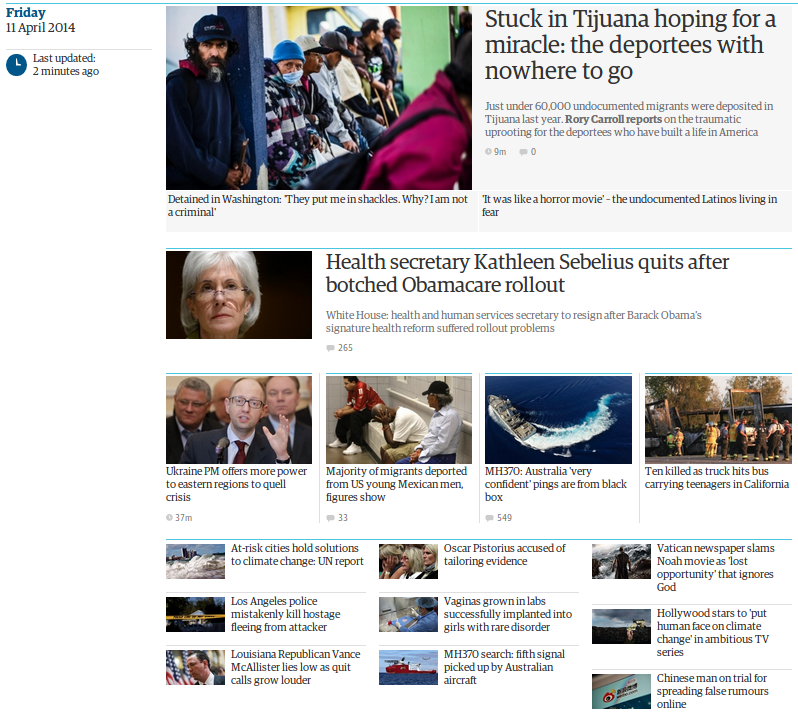 Friday
11 April 2014
Last updated:
2 minutes ago
Stuck in Tijuana hoping for a
miracle: the deportees with
nowhere to go
Just under 60,000 undocumented migrants were deposited in
Tijuana last year. Rory Carroll reports on the traumatic
uprooting for the deportees who have built a life in America
9m 0
Detained in Washington: 'They put me in shackles. Why? I am not
a criminal'
'It was like a horror movie' – the undocumented Latinos living in
fear
Health secretary Kathleen Sebelius quits after
botched Obamacare rollout
White House: health and human services secretary to resign after Barack Obama's
signature health reform suffered rollout problems
265
Ukraine PM offers more power
to eastern regions to quell
crisis
37m
Majority of migrants deported
from US young Mexican men,
figures show
33
MH370: Australia 'very
confident' pings are from black
box
549
Ten killed as truck hits bus
carrying teenagers in California
At-risk cities hold solutions
to climate change: UN report
Los Angeles police
mistakenly kill hostage
fleeing from attacker
Louisiana Republican Vance
McAllister lies low as quit
calls grow louder
Oscar Pistorius accused of
tailoring evidence
Vaginas grown in labs
successfully implanted into
girls with rare disorder
MH370 search: fifth signal
picked up by Australian
aircraft
Vatican newspaper slams
Noah movie as 'lost
opportunity' that ignores
God
Hollywood stars to 'put
human face on climate
change' in ambitious TV
series
Chinese man on trial for
spreading false rumours
online